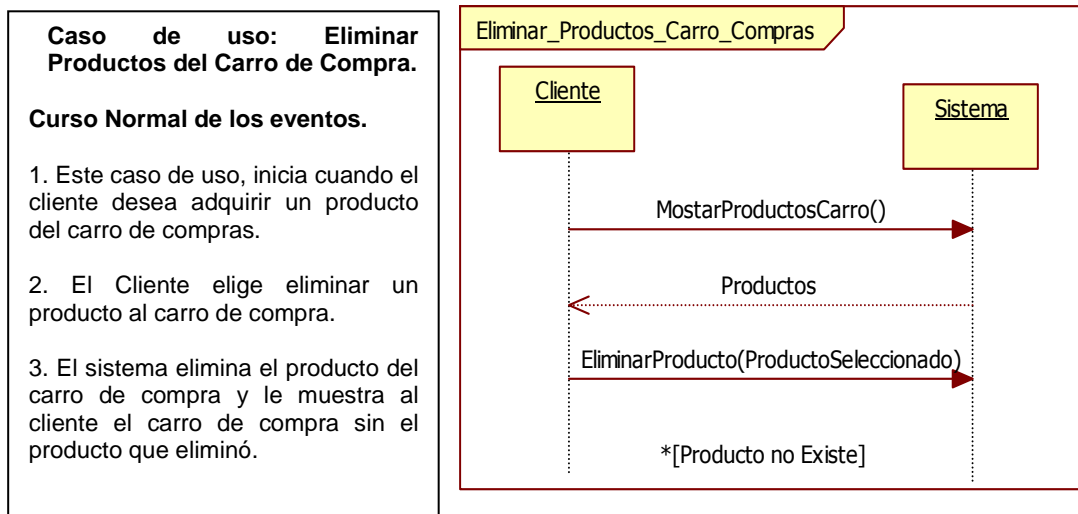 Caso de uso: Eliminar
Productos del Carro de Compra.
Curso Normal de los eventos.
1. Este caso de uso, inicia cuando el
cliente desea adquirir un producto
del carro de compras.
2. El Cliente elige eliminar un
producto al carro de compra.
3. El sistema elimina el producto del
carro de compra y le muestra al
cliente el carro de compra sin el
producto que eliminó.
Eliminar_Productos_Carro_Compras
Cliente
Sistema
MostarProductosCarro()
Productos
EliminarProducto(ProductoSeleccionado)
*[Producto no Existe]